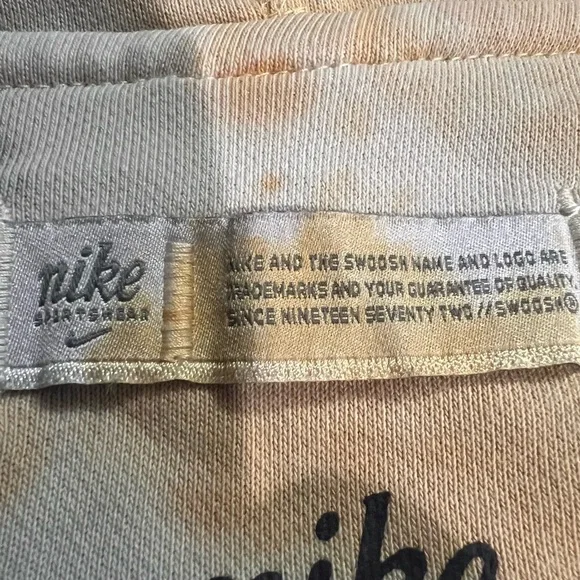 nike
SPORTSWEAR
NIKE AND THE SWOOSH NAME AND LOGO ARE
TRADEMARKS AND YOUR GUARANTEE OF QUALITY.
SINCE NINETEEN SEVENTY TWO // SWOOSH®
nike